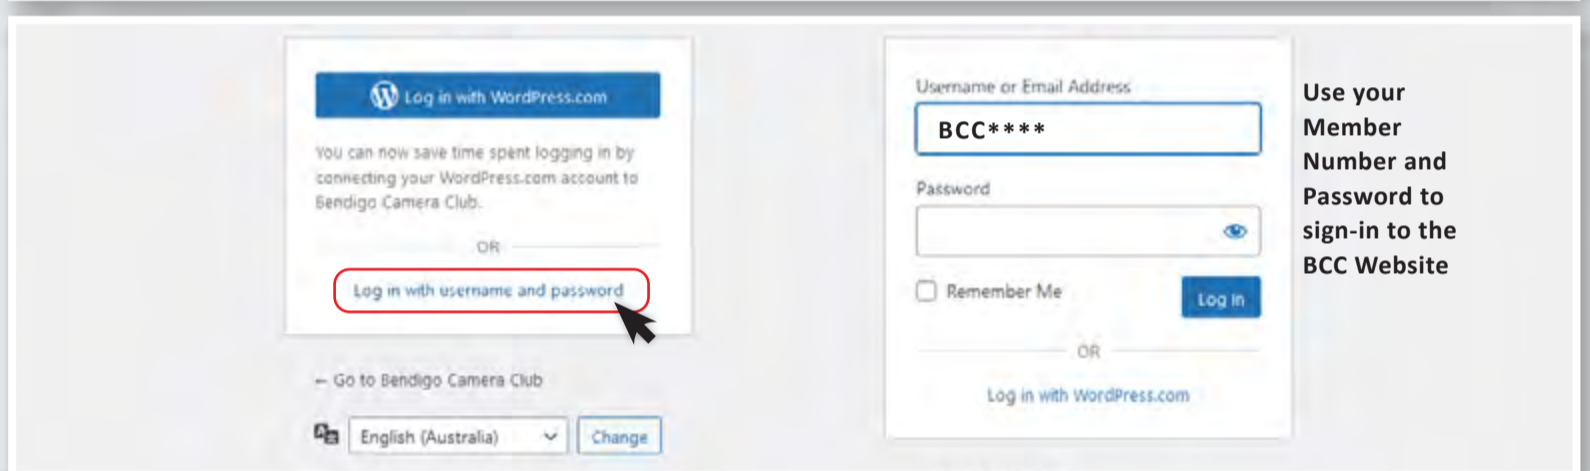 Log in with WordPress.com
You can now save time spent logging in by
connecting your WordPress.com account to
Bendigo Camera Club.
OR
Log in with username and password
← Go to Bendigo Camera Club
English (Australia)
Change
Username or Email Address
BCC****
Password
Remember Me
Log in
OR
Log in with WordPress.com
Use your
Member
Number and
Password to
sign-in to the
BCC Website